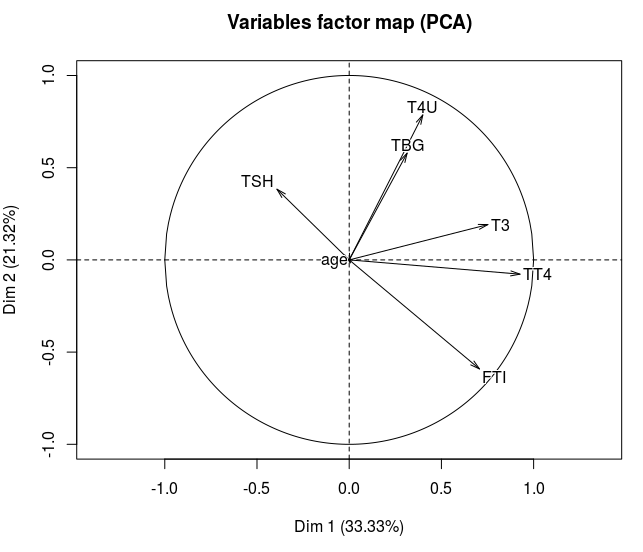 Variables factor map (PCA)
T4U
TBG
TSH
T3
age
TT4
FTI
1.0
0.5
0.0
-0.5
-1.0
Dim 2 (21.32%)
-1.0 -0.5 0.0 0.5 1.0
Dim 1 (33.33%)